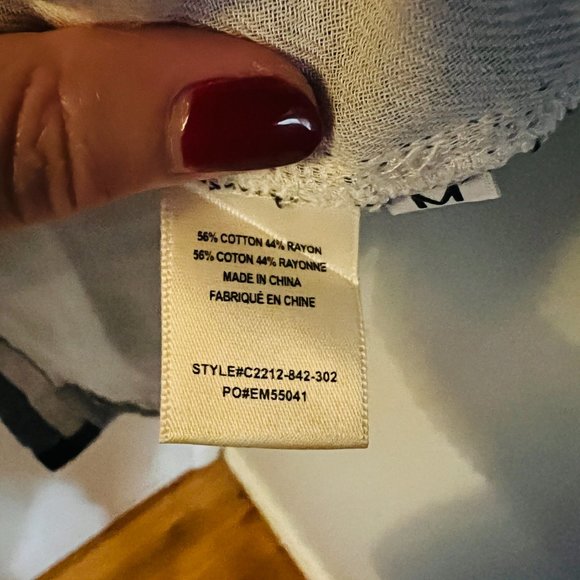 M
56% COTTON 44% RAYON
56% COTON 44% RAYONNE
MADE IN CHINA
FABRIQUÉ EN CHINE
STYLE#C2212-842-302
PO#EM55041